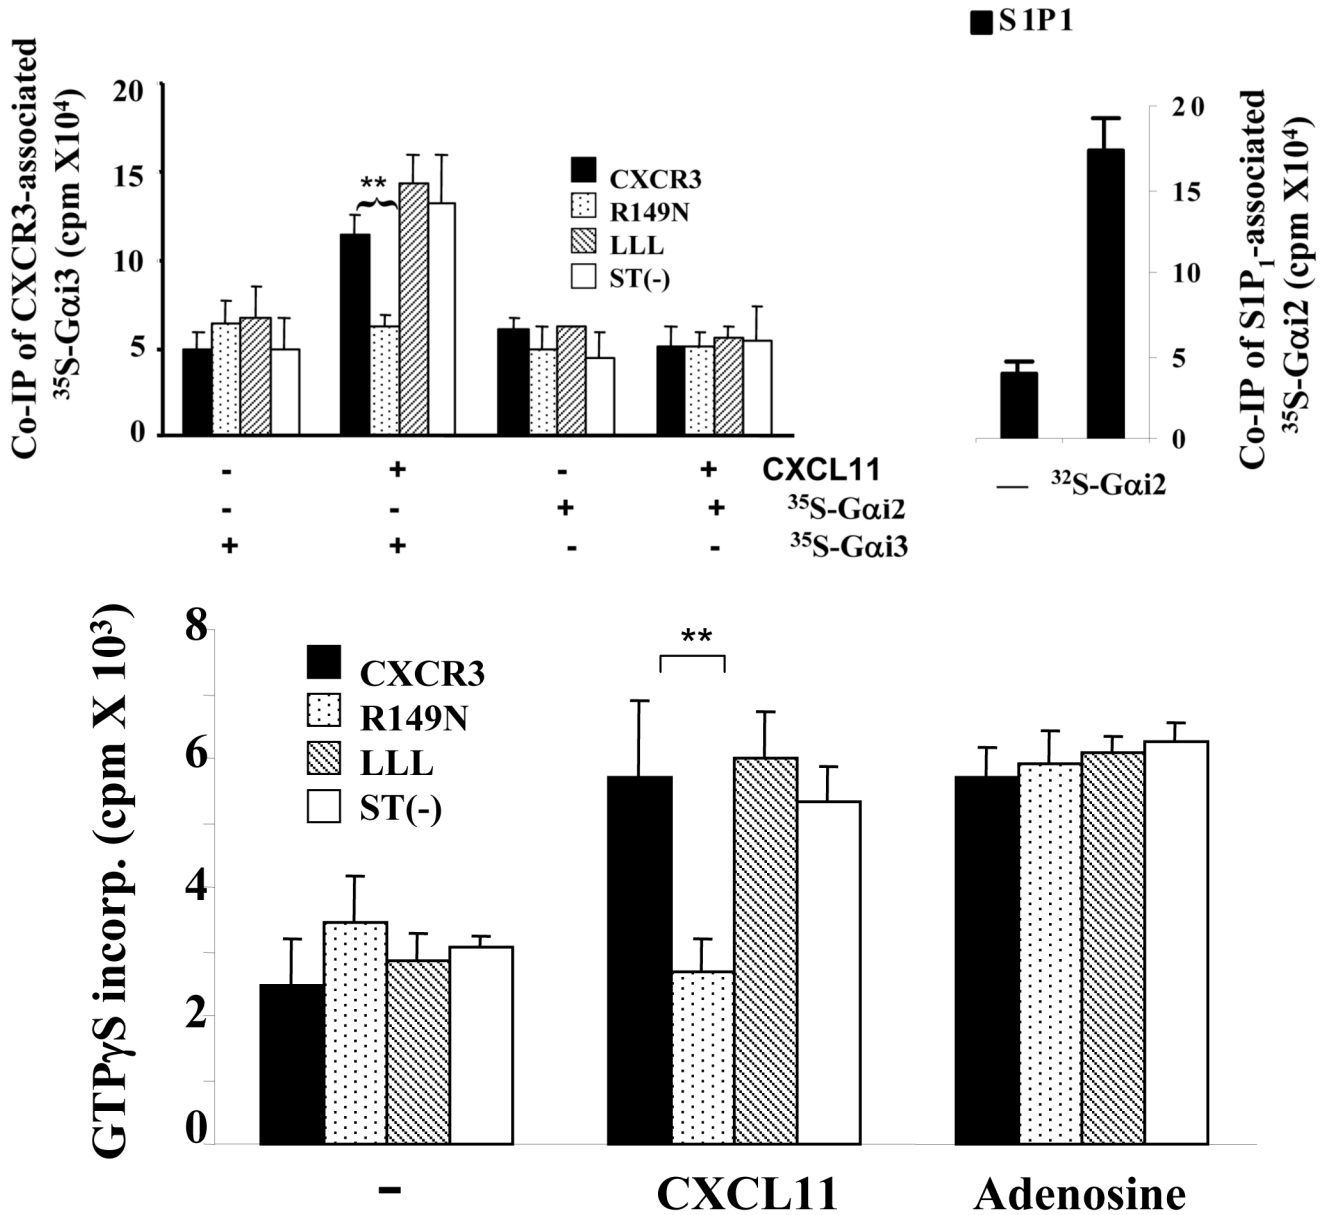 S1P1
Co-IP of CXCR3-associated
³⁵S-Gαi3 (cpm X10⁴)
20
15
10
5
0
**
CXCR3
R149N
LLL
ST(-)
- + - + CXCL11
- - + + ³⁵S-Gαi2
+ + - - ³⁵S-Gαi3
20
15
10
5
0
Co-IP of S1P₁-associated
³⁵S-Gαi2 (cpm X10⁴)
— ³²S-Gαi2
GTPγS incorp. (cpm X 10³)
8
6
4
2
0
CXCR3
R149N
LLL
ST(-)
**
- CXCL11 Adenosine